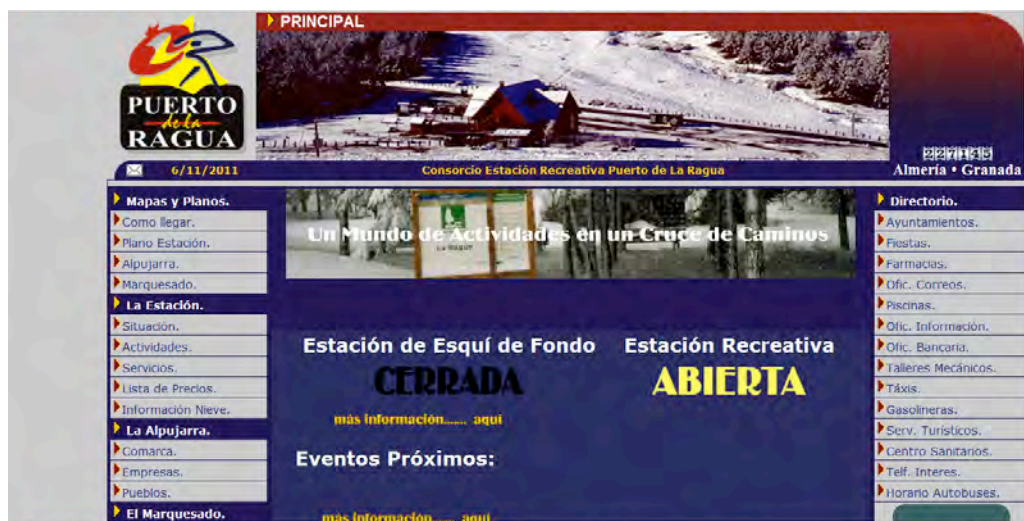 PRINCIPAL
PUERTO
de la
RAGUA
6/11/2011
Consorcio Estación Recreativa Puerto de La Ragua
Almería • Granada
Mapas y Planos.
Como llegar.
Plano Estación.
Alpujarra.
Marquesado.
La Estación.
Situación.
Actividades.
Servicios.
Lista de Precios.
Información Nieve.
La Alpujarra.
Comarca.
Empresas.
Pueblos.
El Marquesado.
Un Mundo de Actividades en un Cruce de Caminos
Estación de Esquí de Fondo
CERRADA
más información....... aquí
Estación Recreativa
ABIERTA
Eventos Próximos:
más información....... aquí
Directorio.
Ayuntamientos.
Fiestas.
Farmacias.
Ofic. Correos.
Piscinas.
Ofic. Información.
Ofic. Bancaria.
Talleres Mecánicos.
Táxis.
Gasolineras.
Serv. Turísticos.
Centro Sanitarios.
Telf. Interes.
Horario Autobuses.